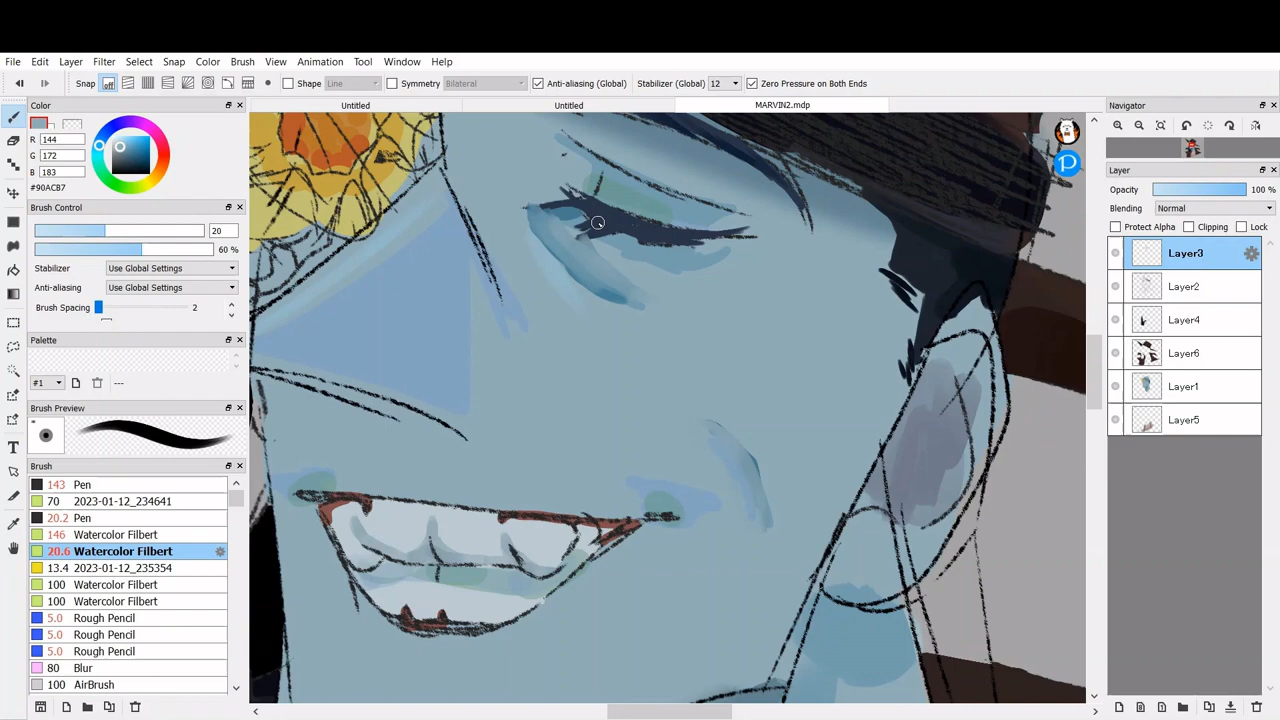 File Edit Layer Filter Select Snap Color Brush View Animation Tool Window Help
Snap off Shape Line Symmetry Bilateral Anti-aliasing (Global) Stabilizer (Global) 12 Zero Pressure on Both Ends
Color
Untitled Untitled MARVIN2.mdp
R 144
G 172
B 183
#90ACB7
Brush Control
20
60 %
Stabilizer Use Global Settings
Anti-aliasing Use Global Settings
Brush Spacing 2
Palette
#1 ---
Brush Preview
Brush
143 Pen
70 2023-01-12_234641
20.2 Pen
146 Watercolor Filbert
20.6 Watercolor Filbert
13.4 2023-01-12_235354
100 Watercolor Filbert
100 Watercolor Filbert
5.0 Rough Pencil
5.0 Rough Pencil
5.0 Rough Pencil
80 Blur
100 AirBrush
Navigator
Layer
Opacity 100 %
Blending Normal
Protect Alpha Clipping Lock
Layer3
Layer2
Layer4
Layer6
Layer1
Layer5